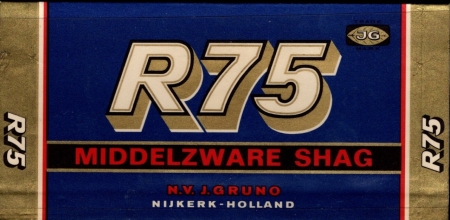 JG
R75
MIDDELZWARE SHAG
N.V. J. GRUNO
NIJKERK-HOLLAND
R75
R75